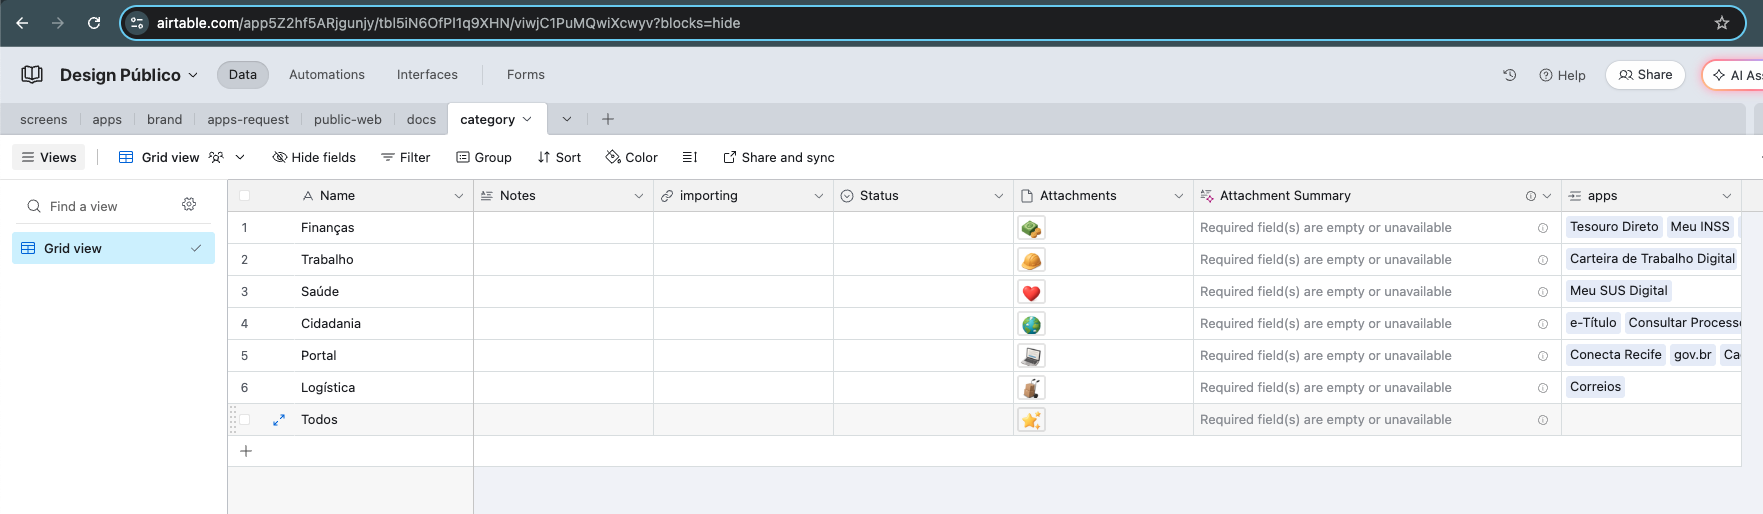 airtable.com/app5Z2hf5ARjgunjy/tbl5iN6OfPI1q9XHN/viwjC1PuMQwiXcwyv?blocks=hide
Design Público Data Automations Interfaces Forms Help Share AI Ass
screens apps brand apps-request public-web docs category
Views Grid view Hide fields Filter Group Sort Color Share and sync
Find a view
Grid view
Name Notes importing Status Attachments Attachment Summary apps
1 Finanças Required field(s) are empty or unavailable Tesouro Direto Meu INSS
2 Trabalho Required field(s) are empty or unavailable Carteira de Trabalho Digital
3 Saúde Required field(s) are empty or unavailable Meu SUS Digital
4 Cidadania Required field(s) are empty or unavailable e-Título Consultar Process
5 Portal Required field(s) are empty or unavailable Conecta Recife gov.br Ca
6 Logística Required field(s) are empty or unavailable Correios
Todos Required field(s) are empty or unavailable